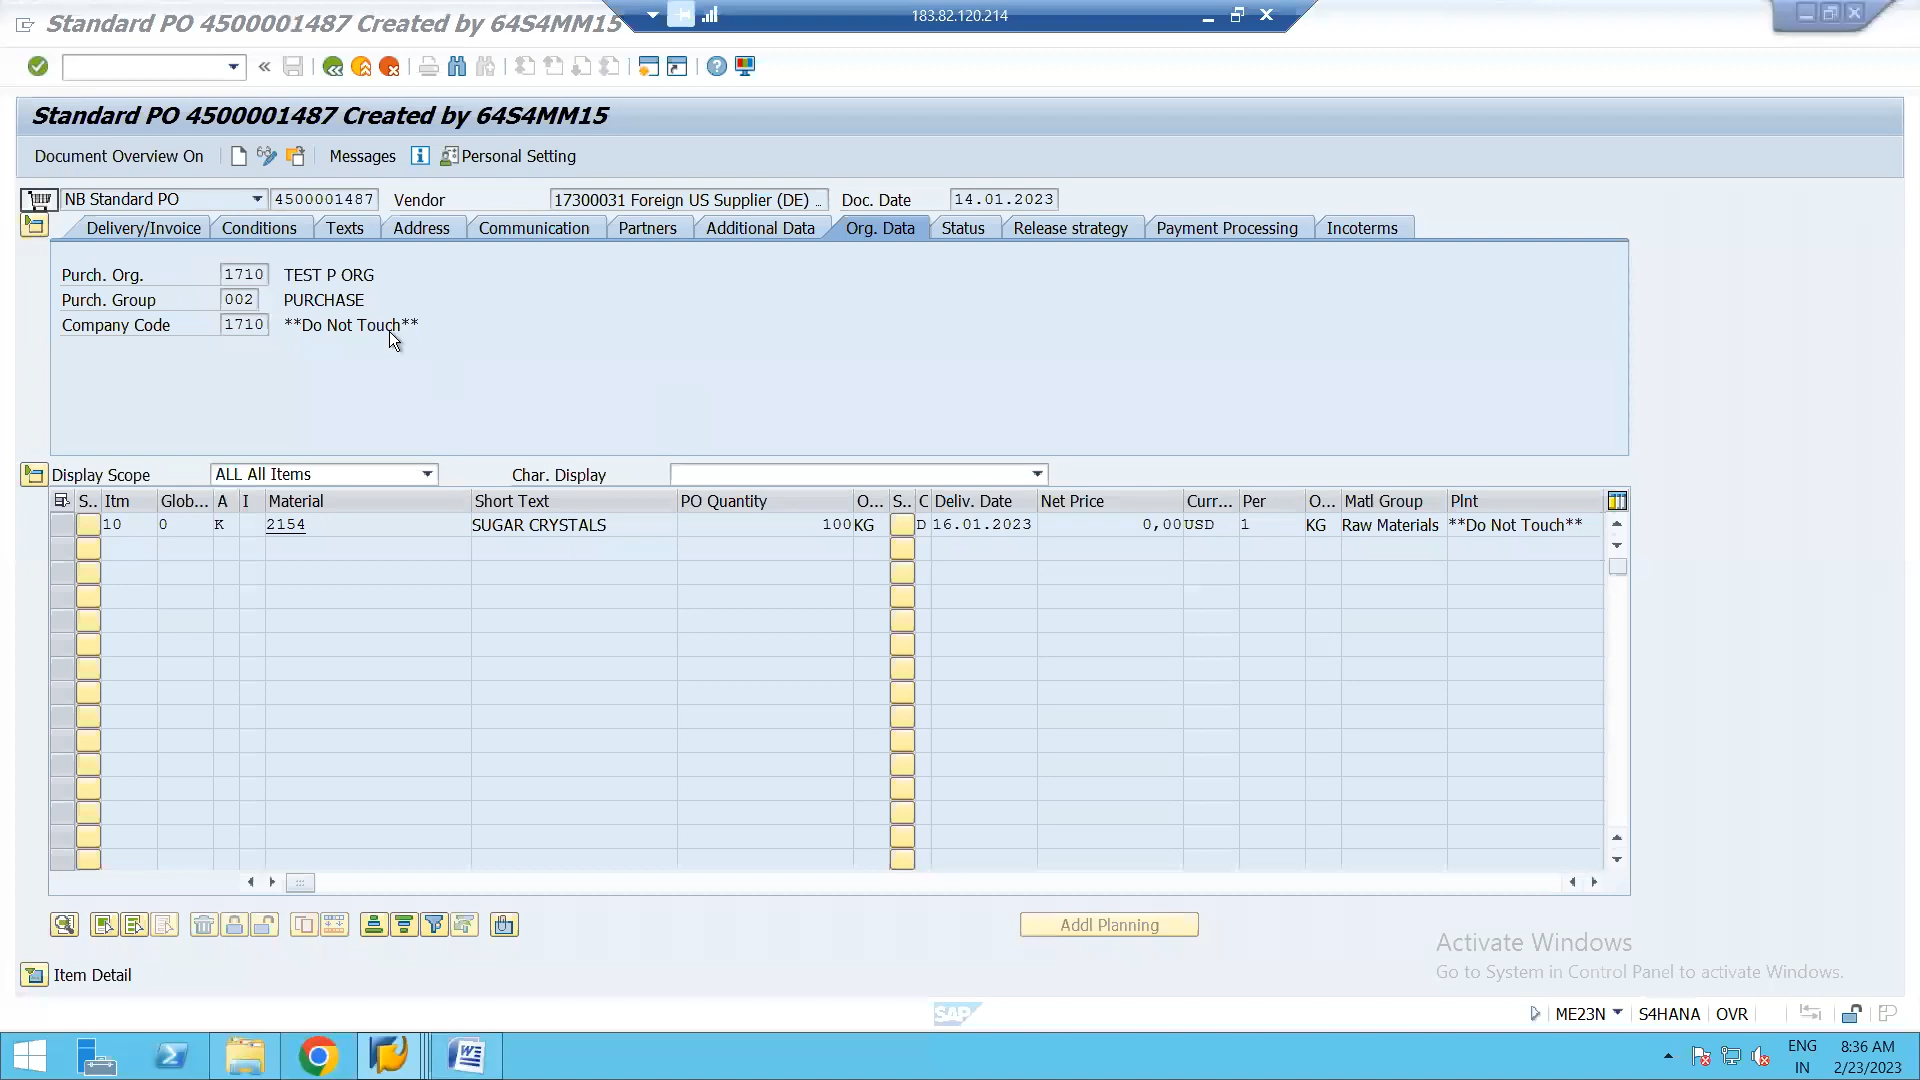 Standard PO 4500001487 Created by 64S4MM15
183.82.120.214
Standard PO 4500001487 Created by 64S4MM15
Document Overview On Messages Personal Setting
NB Standard PO 4500001487 Vendor 17300031 Foreign US Supplier (DE) ... Doc. Date 14.01.2023
Delivery/Invoice Conditions Texts Address Communication Partners Additional Data Org. Data Status Release strategy Payment Processing Incoterms
Purch. Org. 1710 TEST P ORG
Purch. Group 002 PURCHASE
Company Code 1710 **Do Not Touch**
Display Scope ALL All Items Char. Display
S.. Itm Glob... A I Material Short Text PO Quantity O... S.. C Deliv. Date Net Price Curr... Per O... Matl Group Plnt
10 0 K 2154 SUGAR CRYSTALS 100 KG D 16.01.2023 0,00 USD 1 KG Raw Materials **Do Not Touch**
Addl Planning
Activate Windows
Go to System in Control Panel to activate Windows.
Item Detail
SAP
ME23N S4HANA OVR
ENG 8:36 AM
IN 2/23/2023